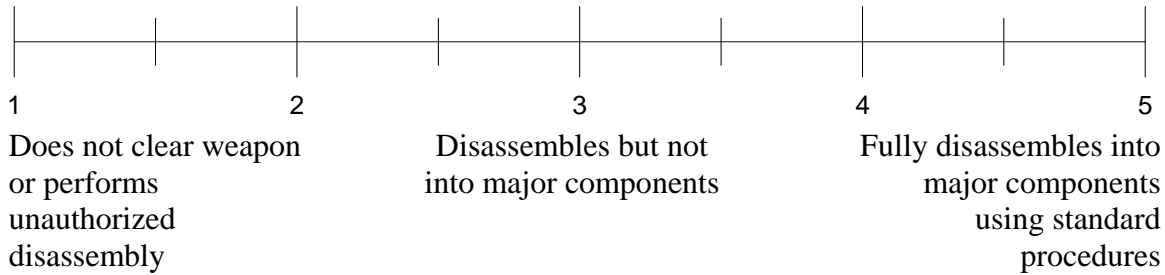 1 2 3 4 5
Does not clear weapon
or performs
unauthorized
disassembly
Disassembles but not
into major components
Fully disassembles into
major components
using standard
procedures